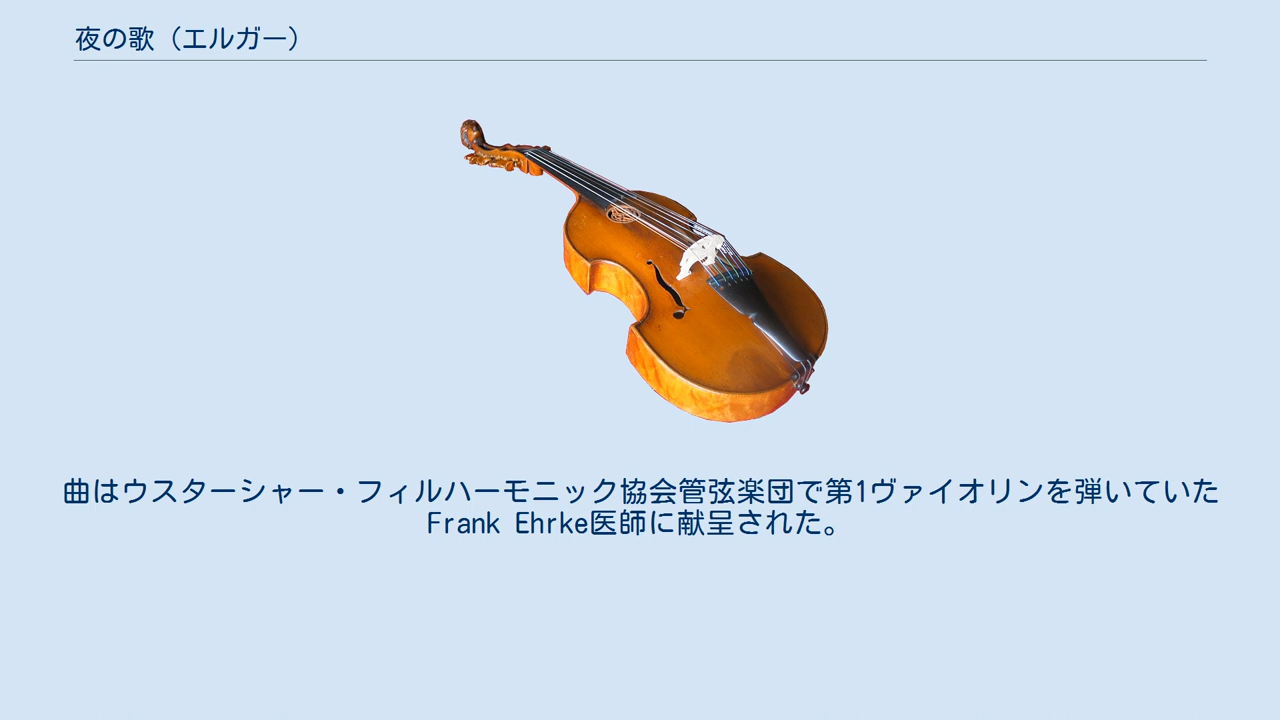 夜の歌（エルガー）
曲はウスターシャー・フィルハーモニック協会管弦楽団で第1ヴァイオリンを弾いていた
Frank Ehrke医師に献呈された。